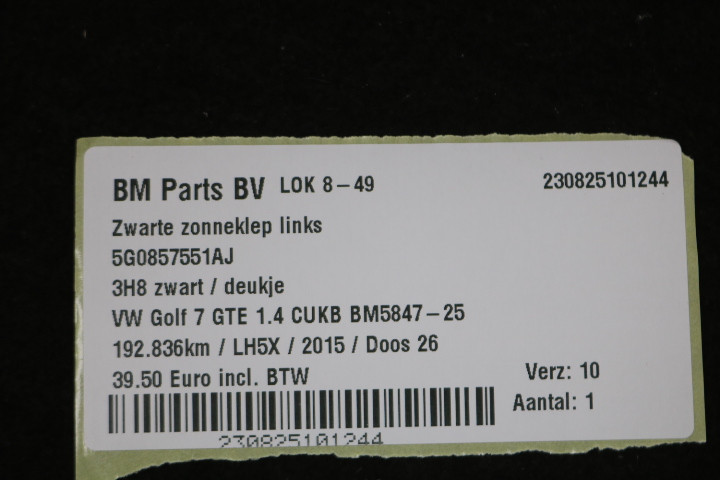 BM Parts BV LOK 8-49 230825101244
Zwarte zonneklep links
5G0857551AJ
3H8 zwart / deukje
VW Golf 7 GTE 1.4 CUKB BM5847-25
192.836km / LH5X / 2015 / Doos 26
39.50 Euro incl. BTW
Verz: 10
Aantal: 1
230825101244